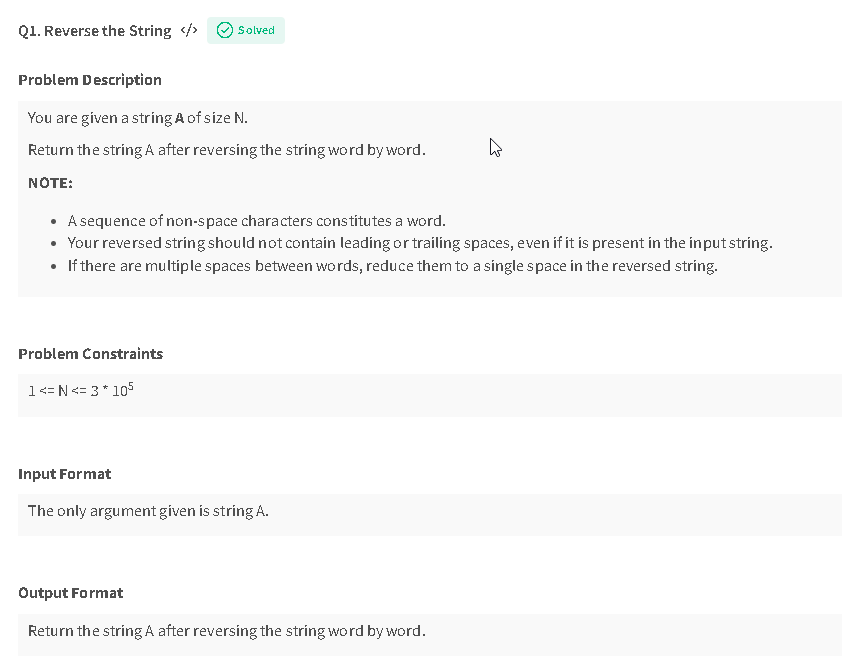 Q1. Reverse the String </> Solved
Problem Description
You are given a string A of size N.
Return the string A after reversing the string word by word.
NOTE:
• A sequence of non-space characters constitutes a word.
• Your reversed string should not contain leading or trailing spaces, even if it is present in the input string.
• If there are multiple spaces between words, reduce them to a single space in the reversed string.
Problem Constraints
1 <= N <= 3 * 10⁵
Input Format
The only argument given is string A.
Output Format
Return the string A after reversing the string word by word.